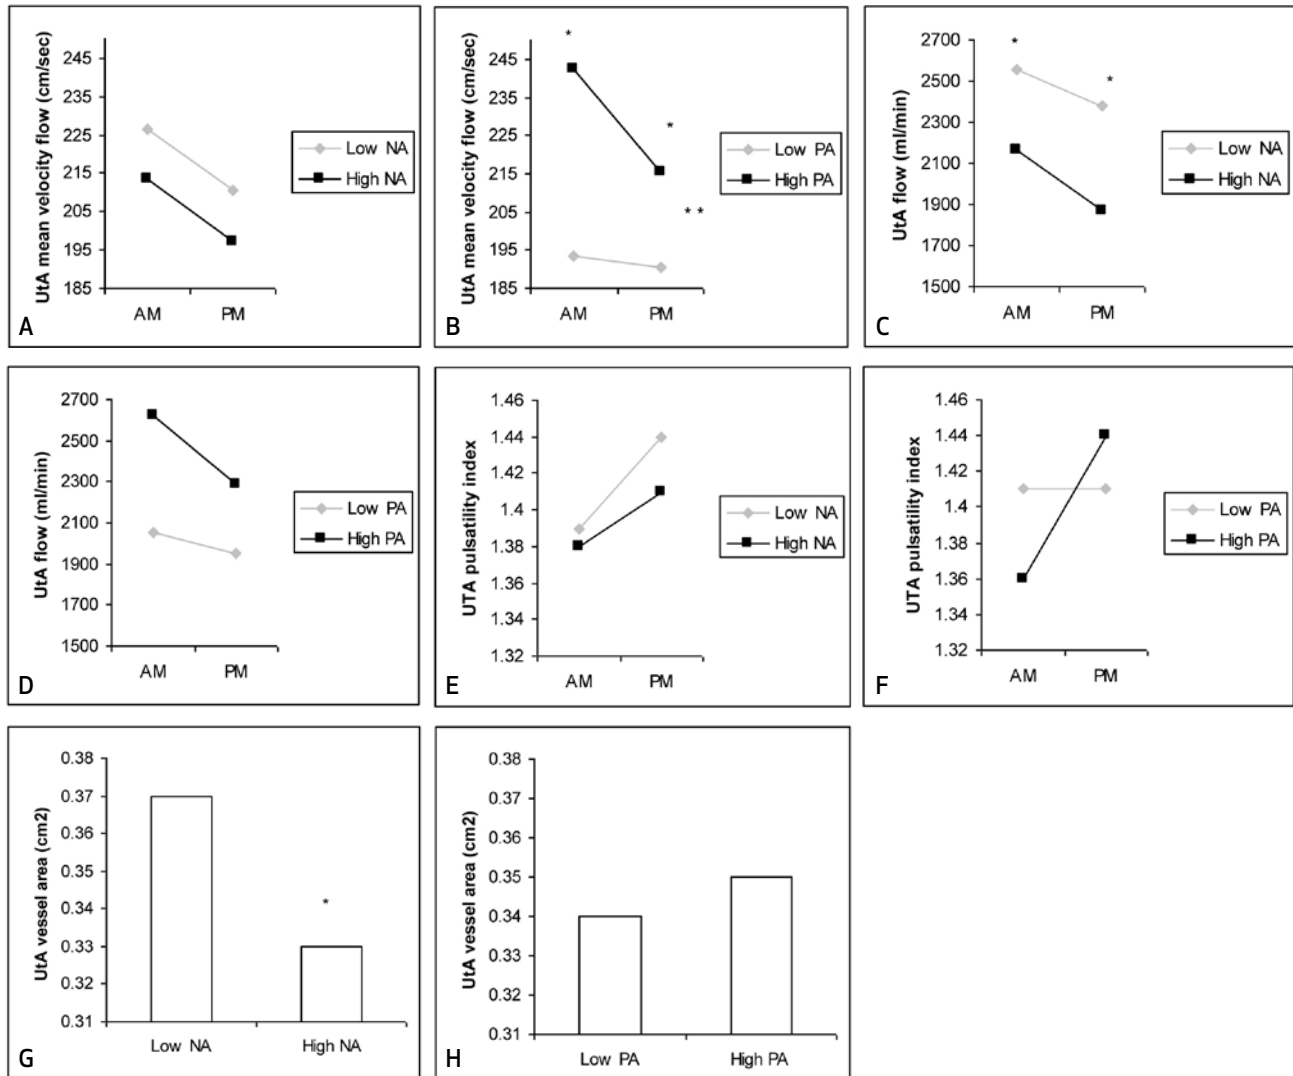 UtA mean velocity flow (cm/sec)
245
235
225
215
205
195
185
AM PM
Low NA
High NA
A
UtA mean velocity flow (cm/sec)
245
235
225
215
205
195
185
*
*
* *
AM PM
Low PA
High PA
B
UtA flow (ml/min)
2700
2500
2300
2100
1900
1700
1500
*
*
AM PM
Low NA
High NA
C
UtA flow (ml/min)
2700
2500
2300
2100
1900
1700
1500
AM PM
Low PA
High PA
D
UTA pulsatility index
1.46
1.44
1.42
1.4
1.38
1.36
1.34
1.32
AM PM
Low NA
High NA
E
UTA pulsatility index
1.46
1.44
1.42
1.4
1.38
1.36
1.34
1.32
AM PM
Low PA
High PA
F
UtA vessel area (cm2)
0.38
0.37
0.36
0.35
0.34
0.33
0.32
0.31
*
Low NA High NA
G
UtA vessel area (cm2)
0.38
0.37
0.36
0.35
0.34
0.33
0.32
0.31
Low PA High PA
H